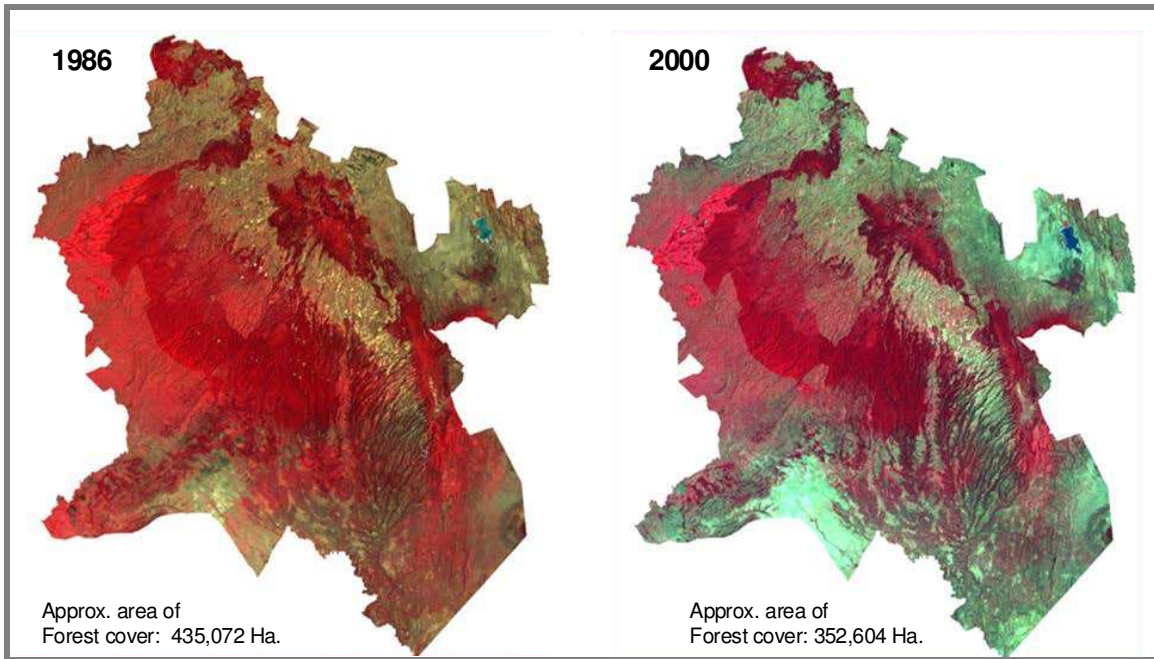 1986
2000
Approx. area of
Forest cover: 435,072 Ha.
Approx. area of
Forest cover: 352,604 Ha.